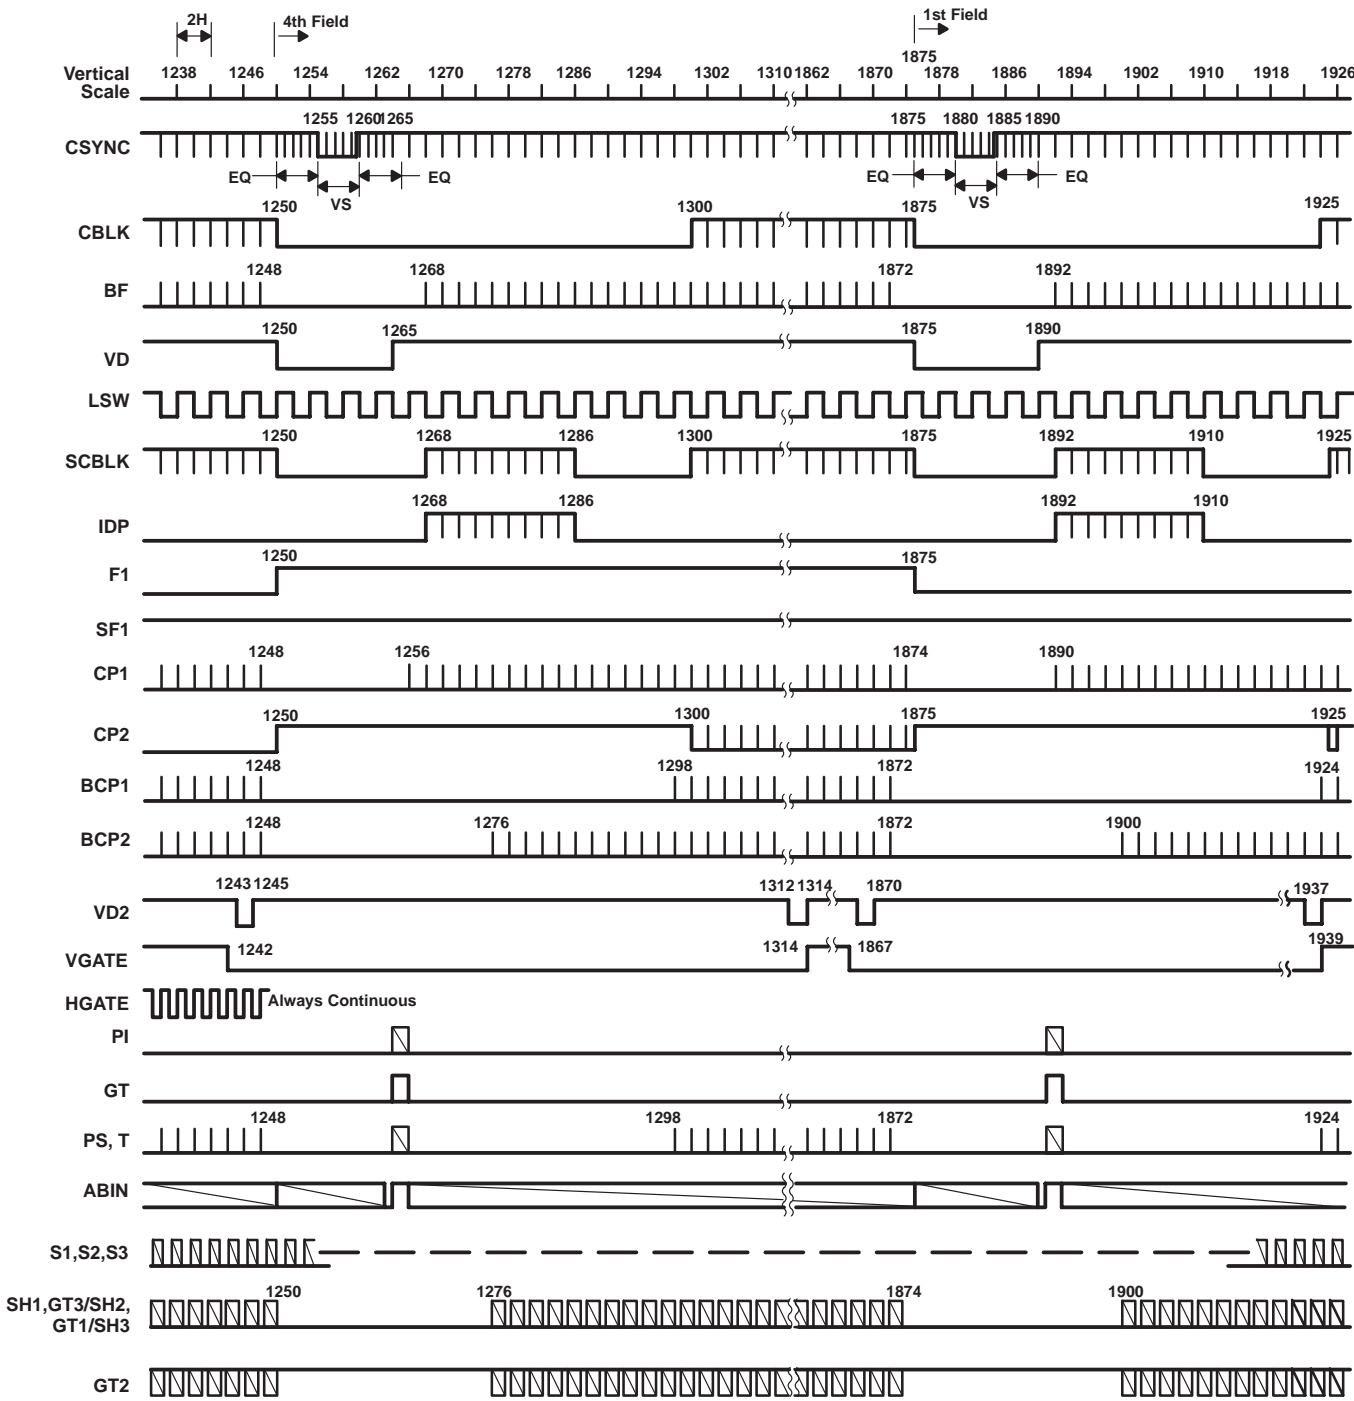 2H 4th Field 1st Field
1875
Vertical Scale 1238 1246 1254 1262 1270 1278 1286 1294 1302 1310 1862 1870 1878 1886 1894 1902 1910 1918 1926
CSYNC 1255 1260 1265 1875 1880 1885 1890
EQ EQ EQ EQ
VS VS
CBLK 1250 1300 1875 1925
BF 1248 1268 1872 1892
VD 1250 1265 1875 1890
LSW
SCBLK 1250 1268 1286 1300 1875 1892 1910 1925
IDP 1268 1286 1892 1910
F1 1250 1875
SF1
CP1 1248 1256 1874 1890
CP2 1250 1300 1875 1925
BCP1 1248 1298 1872 1924
BCP2 1248 1276 1872 1900
VD2 1243 1245 1312 1314 1870 1937
VGATE 1242 1314 1867 1939
HGATE Always Continuous
PI
GT
PS, T 1248 1298 1872 1924
ABIN
S1,S2,S3
SH1,GT3/SH2, 1250 1276 1874 1900
GT1/SH3
GT2